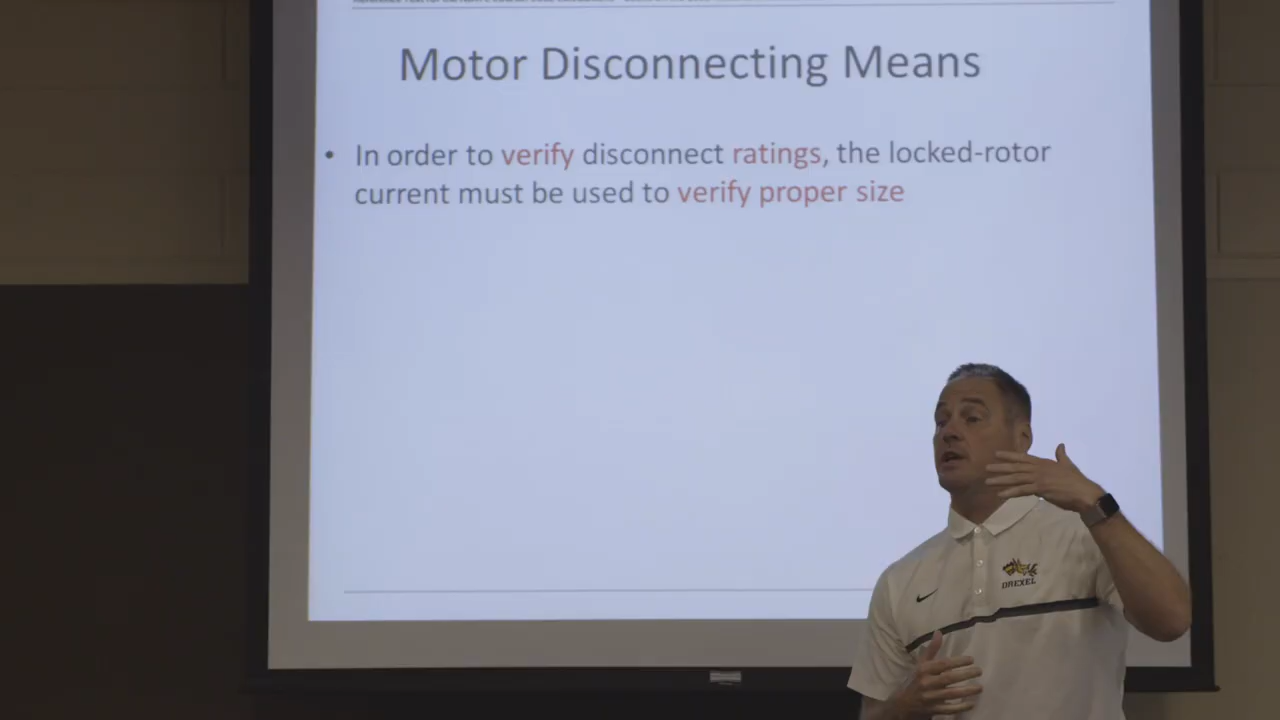 Motor Disconnecting Means
• In order to verify disconnect ratings, the locked-rotor
current must be used to verify proper size
DREXEL